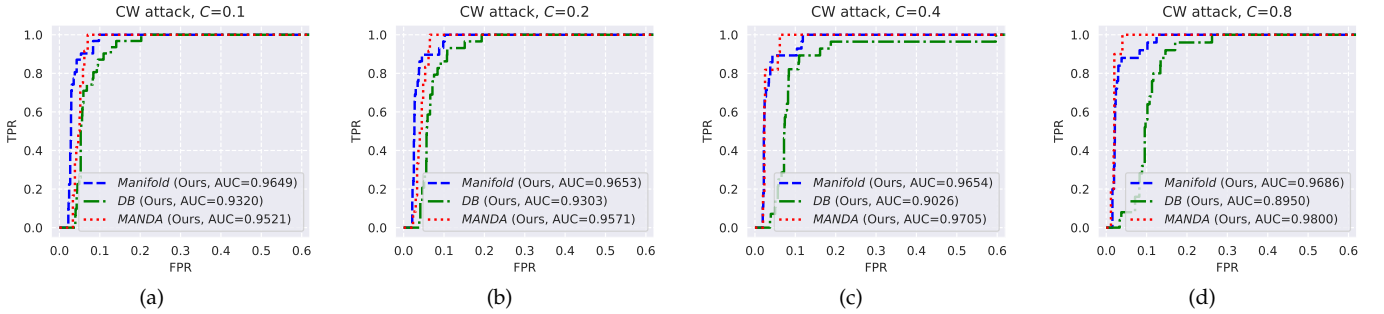 CW attack, C=0.1
TPR
1.0
0.8
0.6
0.4
0.2
0.0
Manifold (Ours, AUC=0.9649)
DB (Ours, AUC=0.9320)
MANDA (Ours, AUC=0.9521)
0.0 0.1 0.2 0.3 0.4 0.5 0.6
FPR
(a)
CW attack, C=0.2
TPR
1.0
0.8
0.6
0.4
0.2
0.0
Manifold (Ours, AUC=0.9653)
DB (Ours, AUC=0.9303)
MANDA (Ours, AUC=0.9571)
0.0 0.1 0.2 0.3 0.4 0.5 0.6
FPR
(b)
CW attack, C=0.4
TPR
1.0
0.8
0.6
0.4
0.2
0.0
Manifold (Ours, AUC=0.9654)
DB (Ours, AUC=0.9026)
MANDA (Ours, AUC=0.9705)
0.0 0.1 0.2 0.3 0.4 0.5 0.6
FPR
(c)
CW attack, C=0.8
TPR
1.0
0.8
0.6
0.4
0.2
0.0
Manifold (Ours, AUC=0.9686)
DB (Ours, AUC=0.8950)
MANDA (Ours, AUC=0.9800)
0.0 0.1 0.2 0.3 0.4 0.5 0.6
FPR
(d)